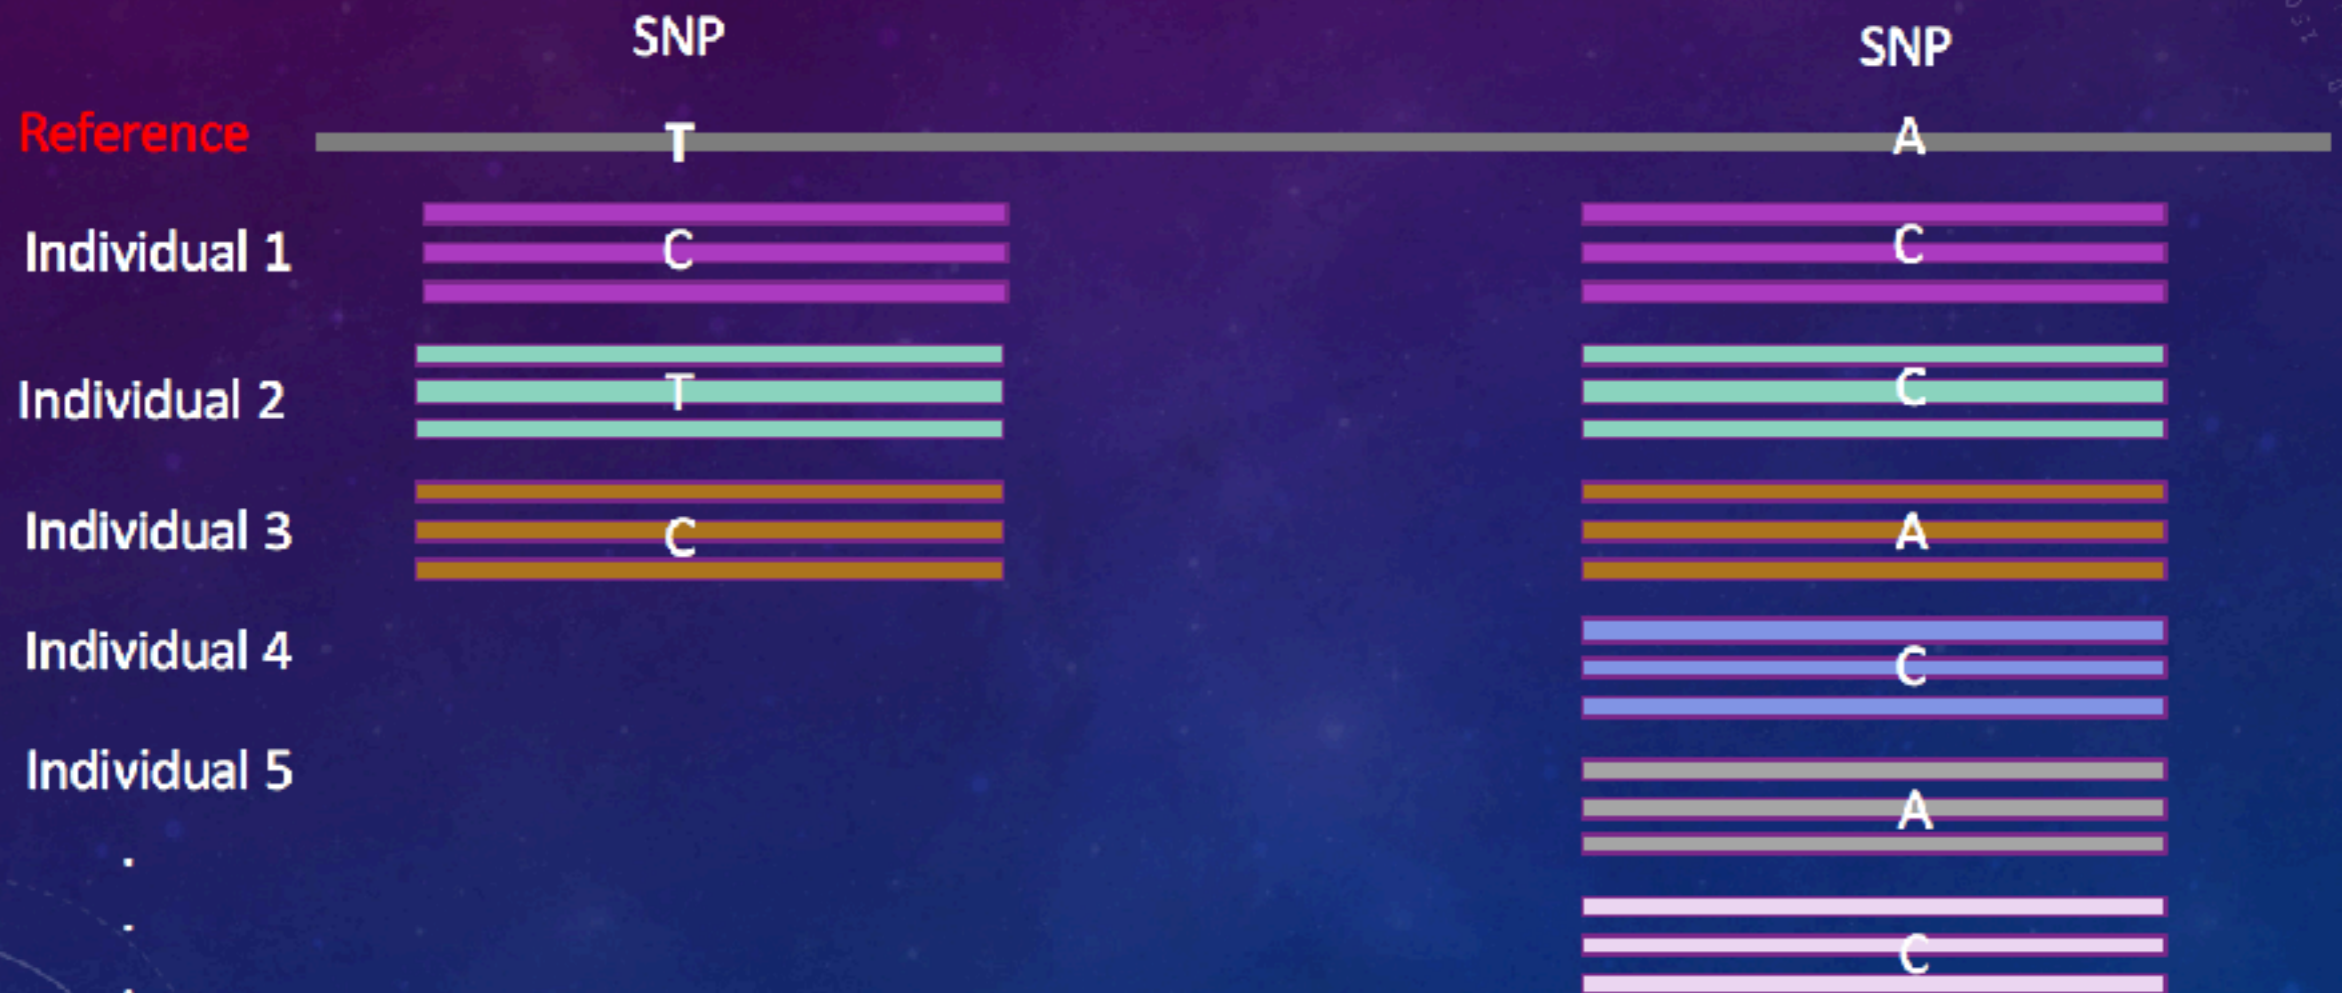 SNP SNP
Reference T A
Individual 1 C C
Individual 2 T C
Individual 3 C A
Individual 4 C
Individual 5 A
.
. C
.